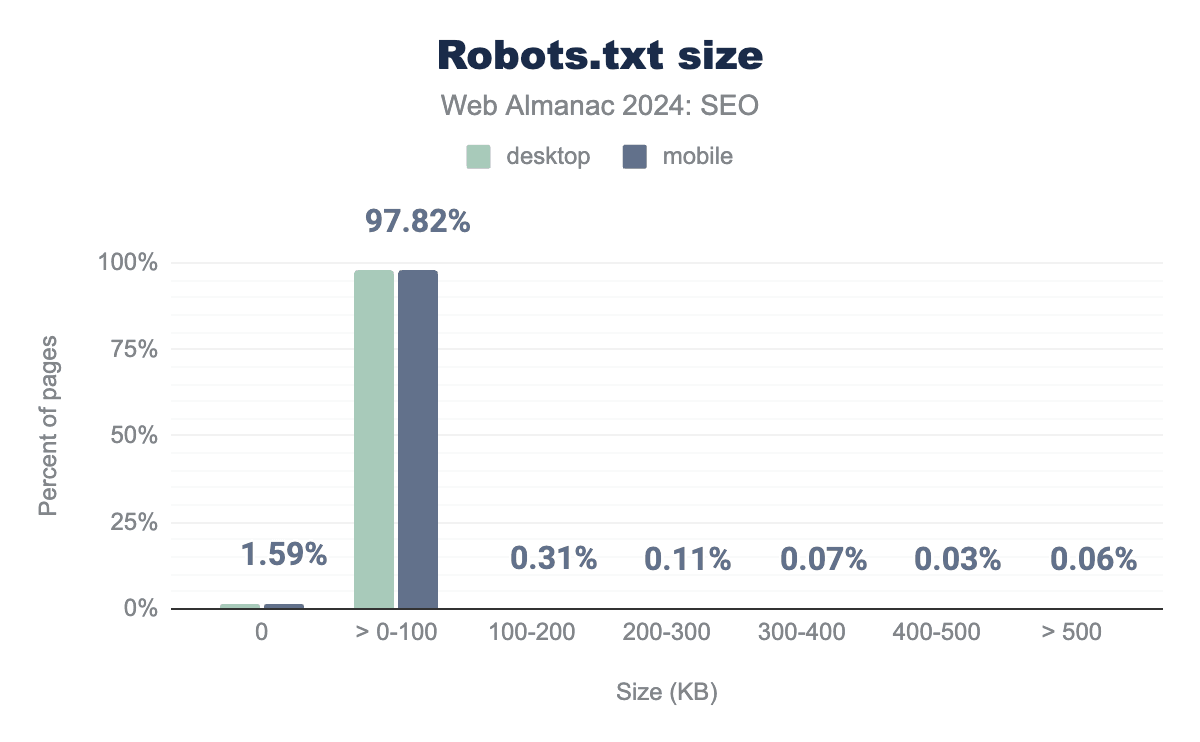 Robots.txt size
Web Almanac 2024: SEO
desktop mobile
97.82%
100%
75%
Percent of pages
50%
25%
1.59% 0.31% 0.11% 0.07% 0.03% 0.06%
0%
0 > 0-100 100-200 200-300 300-400 400-500 > 500
Size (KB)